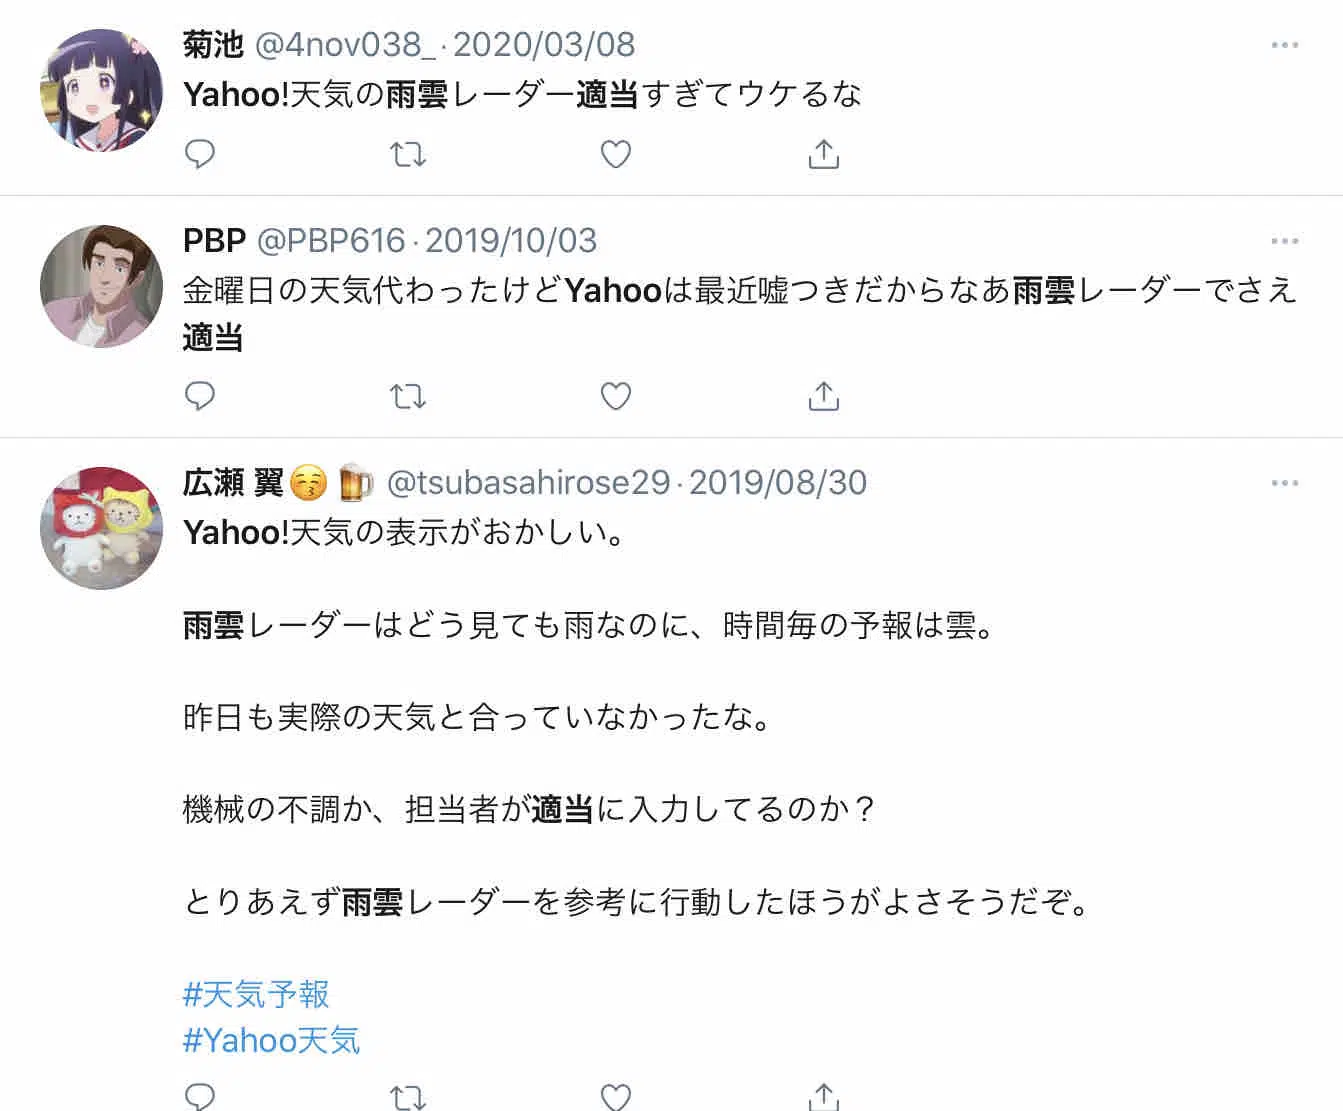 菊池 @4nov038_ · 2020/03/08
Yahoo!天気の雨雲レーダー適当すぎてウケるな
PBP @PBP616 · 2019/10/03
金曜日の天気代わったけどYahooは最近嘘つきだからなあ雨雲レーダーでさえ
適当
広瀬 翼😚🍺 @tsubasahirose29 · 2019/08/30
Yahoo!天気の表示がおかしい。
雨雲レーダーはどう見ても雨なのに、時間毎の予報は雲。
昨日も実際の天気と合っていなかったな。
機械の不調か、担当者が適当に入力してるのか？
とりあえず雨雲レーダーを参考に行動したほうがよさそうだぞ。
#天気予報
#Yahoo天気